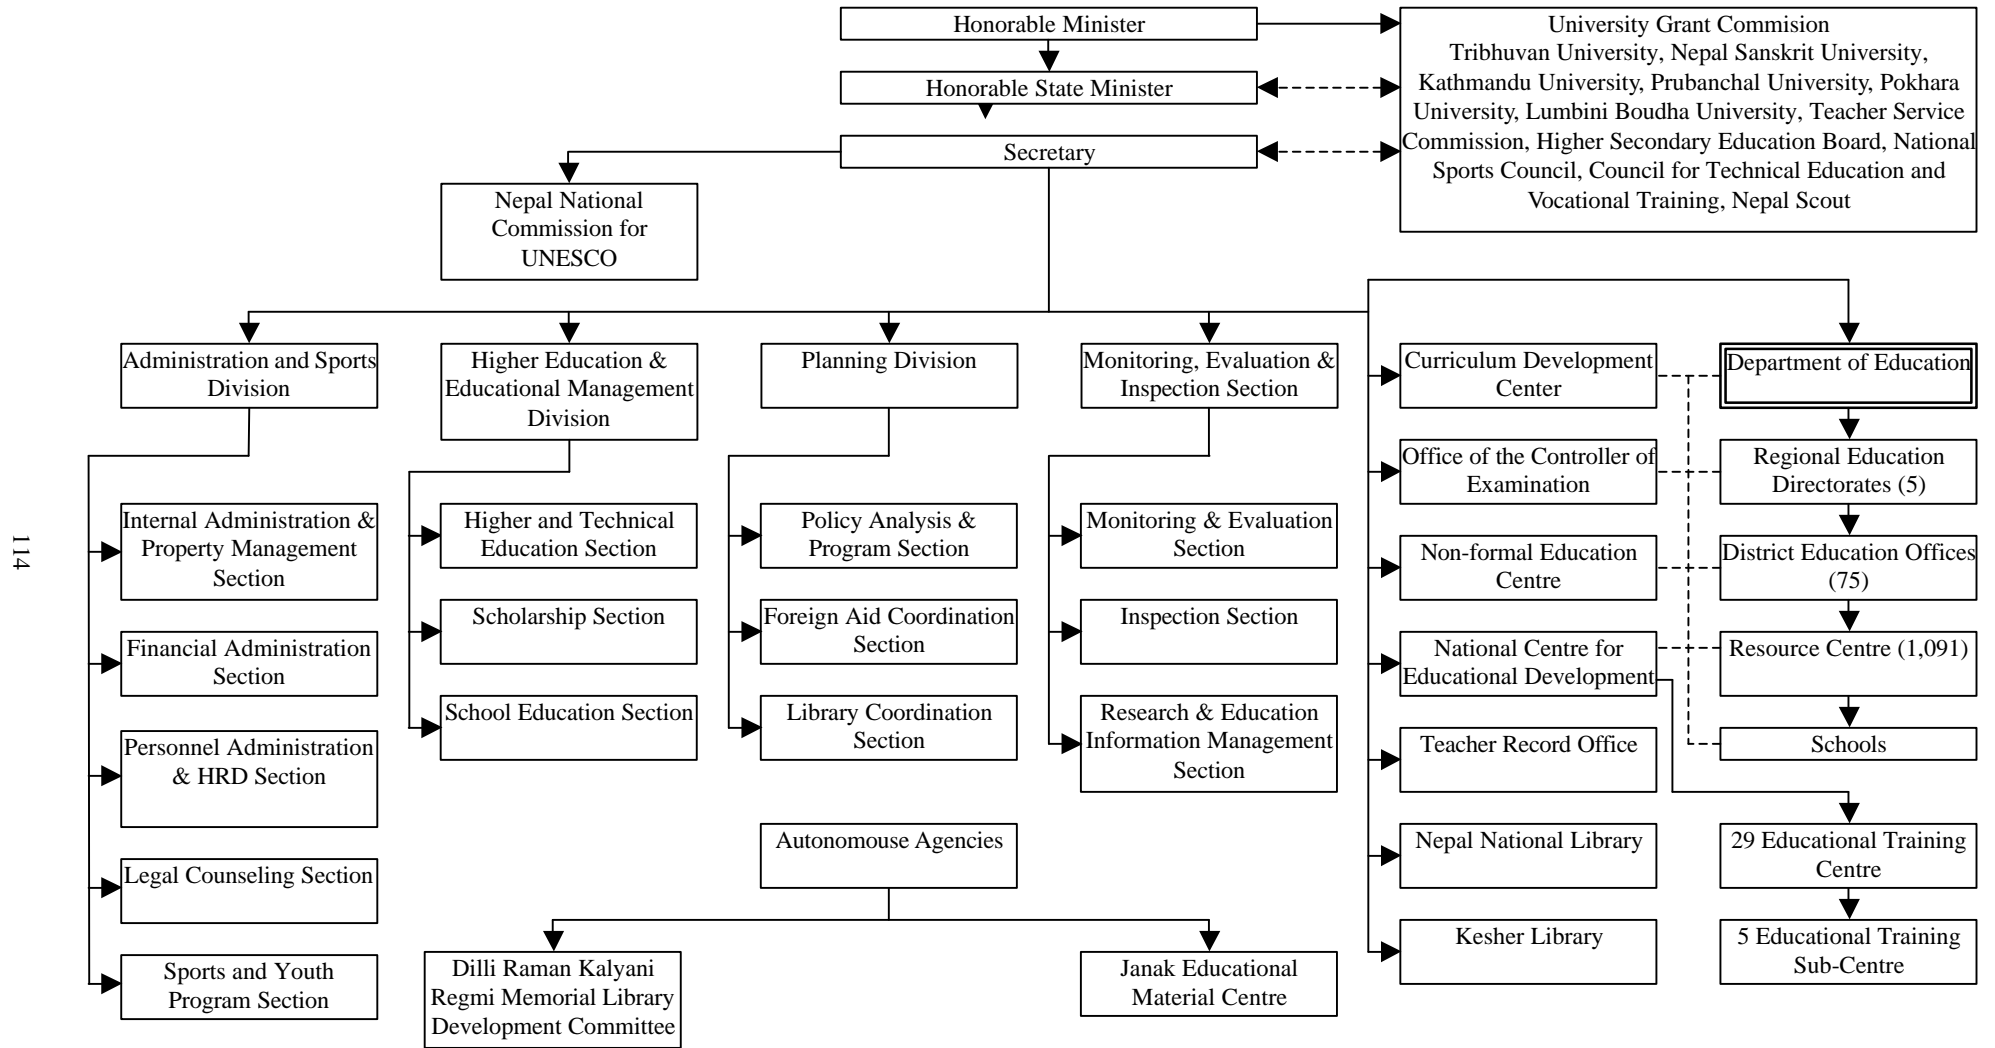 Honorable Minister
University Grant Commision
Tribhuvan University, Nepal Sanskrit University,
Kathmandu University, Prubanchal University, Pokhara
University, Lumbini Boudha University, Teacher Service
Commission, Higher Secondary Education Board, National
Sports Council, Council for Technical Education and
Vocational Training, Nepal Scout
Honorable State Minister
Secretary
Nepal National
Commission for
UNESCO
Administration and Sports
Division
Higher Education &
Educational Management
Division
Planning Division
Monitoring, Evaluation &
Inspection Section
Curriculum Development
Center
Department of Education
Internal Administration &
Property Management
Section
Financial Administration
Section
Personnel Administration
& HRD Section
Legal Counseling Section
Sports and Youth
Program Section
Higher and Technical
Education Section
Scholarship Section
School Education Section
Policy Analysis &
Program Section
Foreign Aid Coordination
Section
Library Coordination
Section
Monitoring & Evaluation
Section
Inspection Section
Research & Education
Information Management
Section
Office of the Controller of
Examination
Non-formal Education
Centre
National Centre for
Educational Development
Teacher Record Office
Nepal National Library
Kesher Library
Regional Education
Directorates (5)
District Education Offices
(75)
Resource Centre (1,091)
Schools
29 Educational Training
Centre
5 Educational Training
Sub-Centre
Autonomouse Agencies
Dilli Raman Kalyani
Regmi Memorial Library
Development Committee
Janak Educational
Material Centre
114